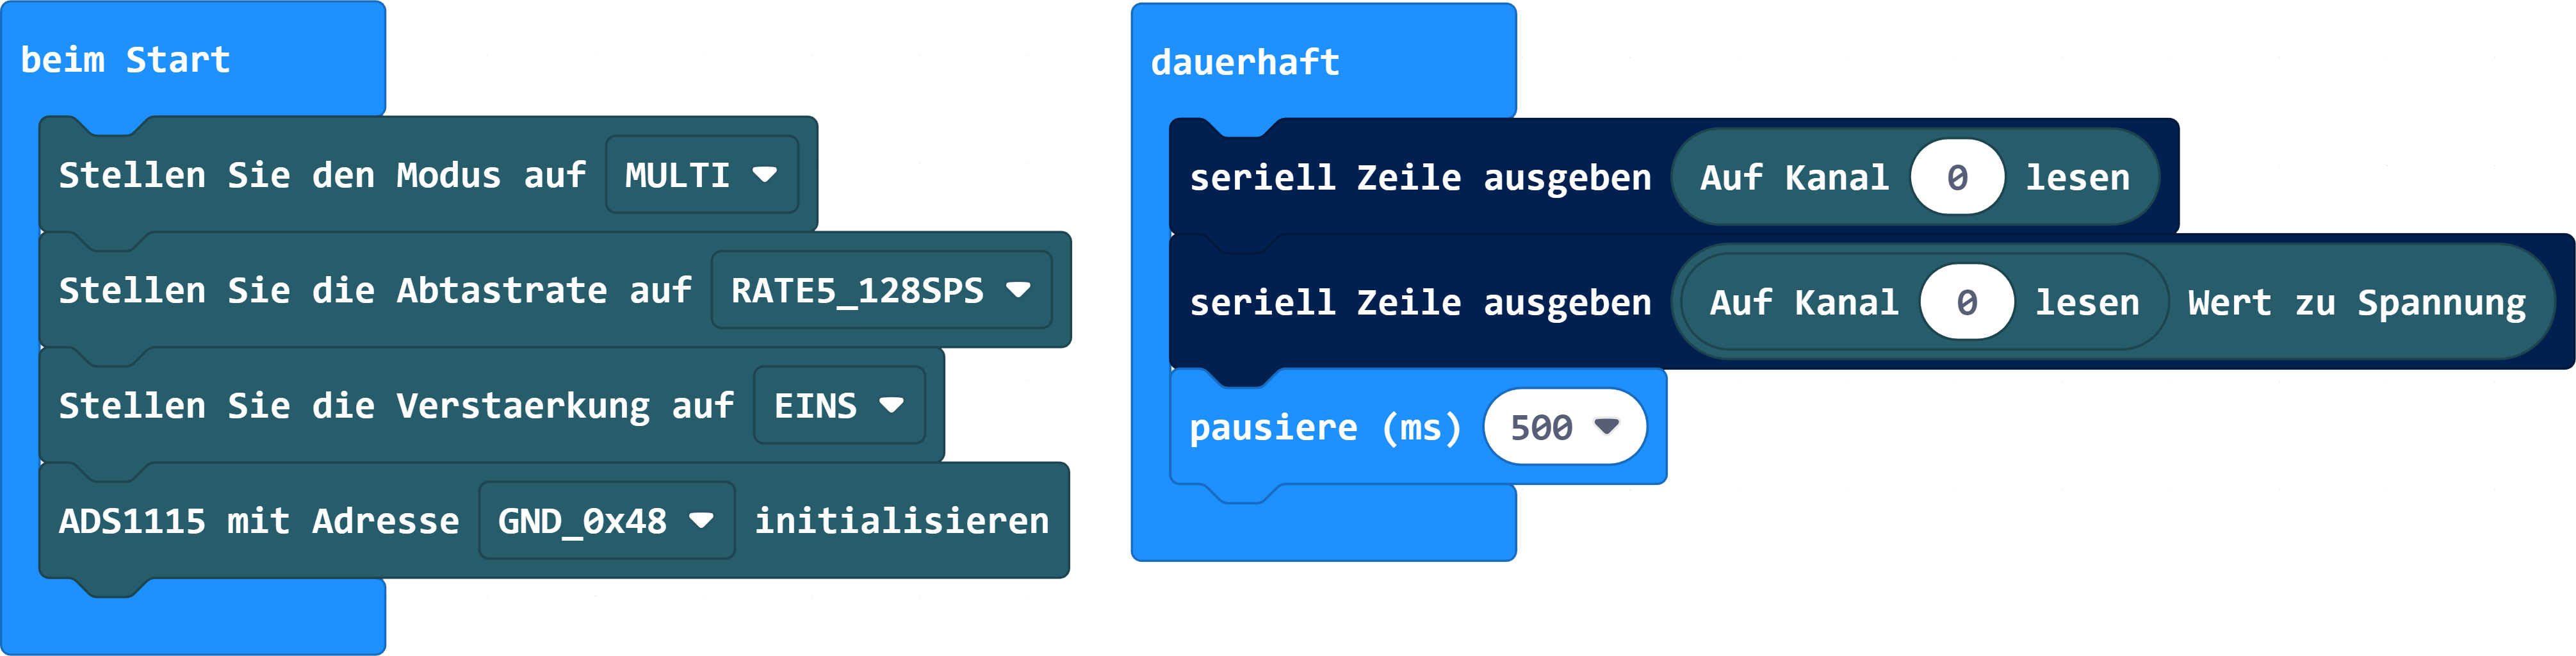 beim Start
Stellen Sie den Modus auf MULTI
Stellen Sie die Abtastrate auf RATE5_128SPS
Stellen Sie die Verstaerkung auf EINS
ADS1115 mit Adresse GND_0x48 initialisieren
dauerhaft
seriell Zeile ausgeben Auf Kanal 0 lesen
seriell Zeile ausgeben Auf Kanal 0 lesen Wert zu Spannung
pausiere (ms) 500